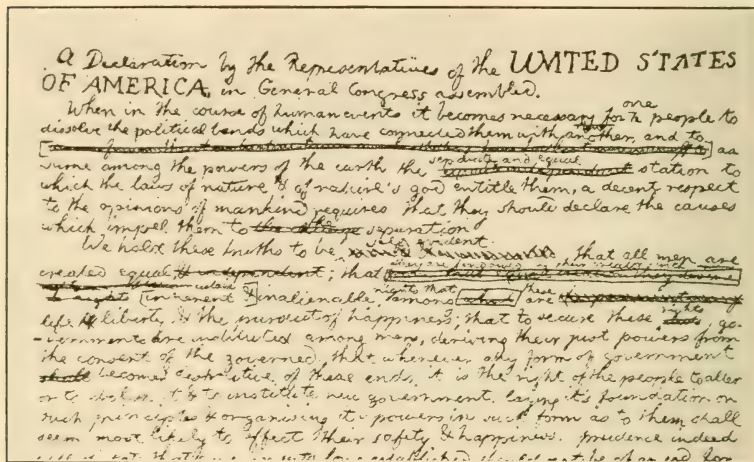 A Declaration by the Representatives of the UNITED STATES
OF AMERICA, in General Congress assembled.
When in the course of human events it becomes necessary for one people to
dissolve the political bands which have connected them with another, and to
as
sume among the powers of the earth the separate and equal station to
which the laws of nature & of nature's god entitle them, a decent respect
to the opinions of mankind requires that they should declare the causes
which impel them to separation
We hold these truths to be self evident. that all men are
created equal; that they are endowed
inherent & inalienable rights that among these are
life, liberty, & the pursuit of happiness; that to secure these rights, go-
vernments are instituted among men, deriving their just powers from
the consent of the governed. that whenever any form of government
becomes destructive of these ends, it is the right of the people to alter
or to abolish it, & to institute new government, laying it's foundation on
such principles & organising it's powers in such form as to them shall
seem most likely to effect their safety & happiness. prudence indeed